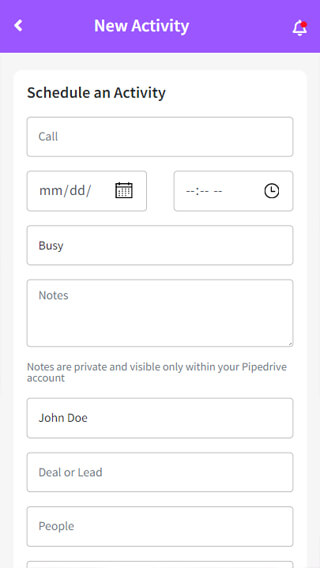 New Activity
Schedule an Activity
Call
mm/dd/
--:-- --
Busy
Notes
Notes are private and visible only within your Pipedrive
account
John Doe
Deal or Lead
People